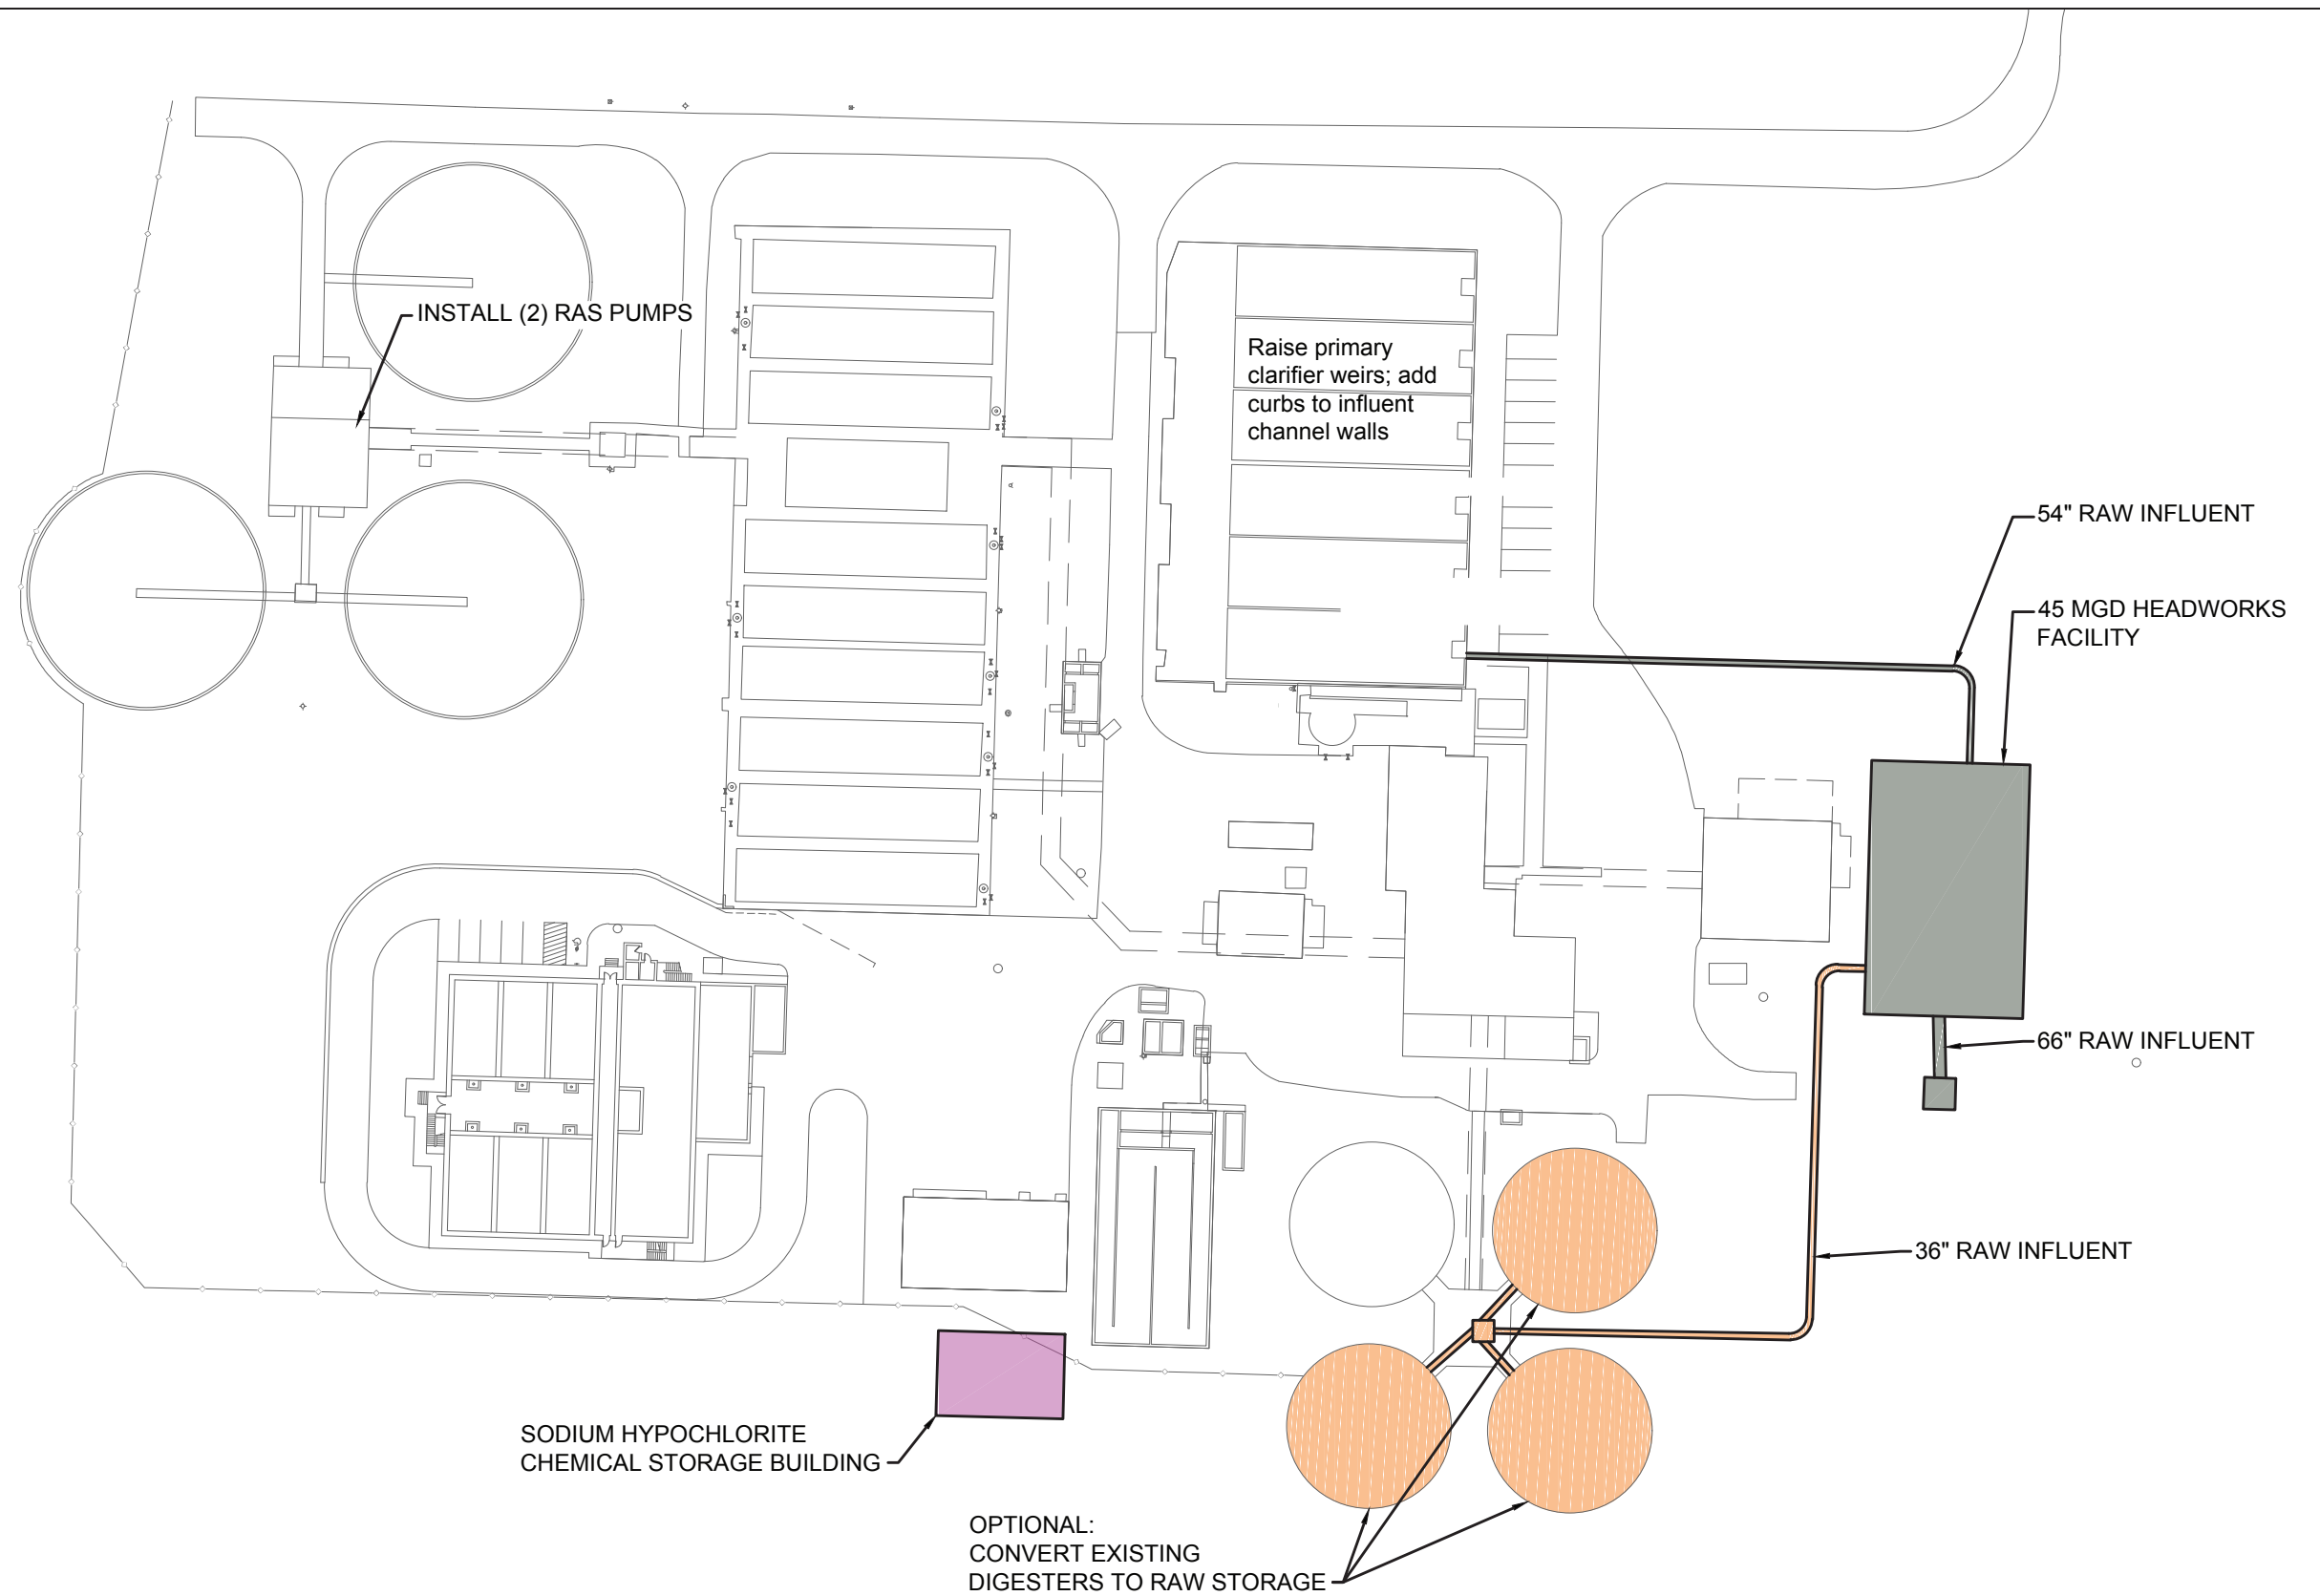 INSTALL (2) RAS PUMPS
Raise primary
clarifier weirs; add
curbs to influent
channel walls
54" RAW INFLUENT
45 MGD HEADWORKS
FACILITY
66" RAW INFLUENT
36" RAW INFLUENT
SODIUM HYPOCHLORITE
CHEMICAL STORAGE BUILDING
OPTIONAL:
CONVERT EXISTING
DIGESTERS TO RAW STORAGE